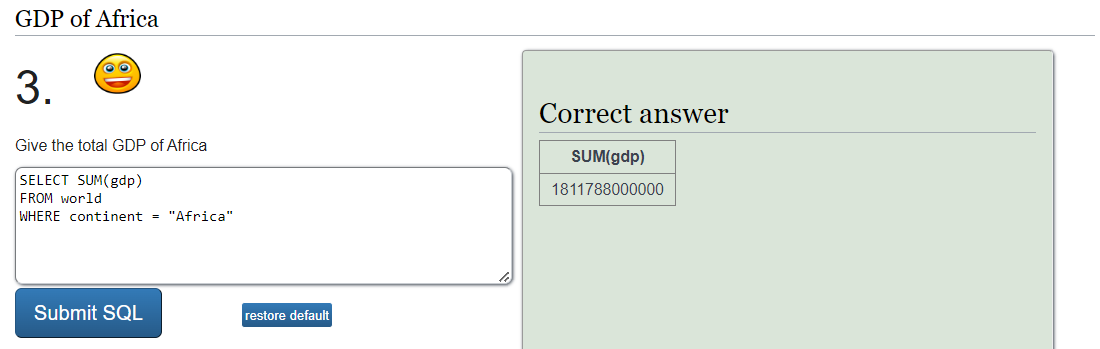 GDP of Africa
3.
Give the total GDP of Africa
SELECT SUM(gdp)
FROM world
WHERE continent = "Africa"
Submit SQL
restore default
Correct answer
SUM(gdp)
1811788000000